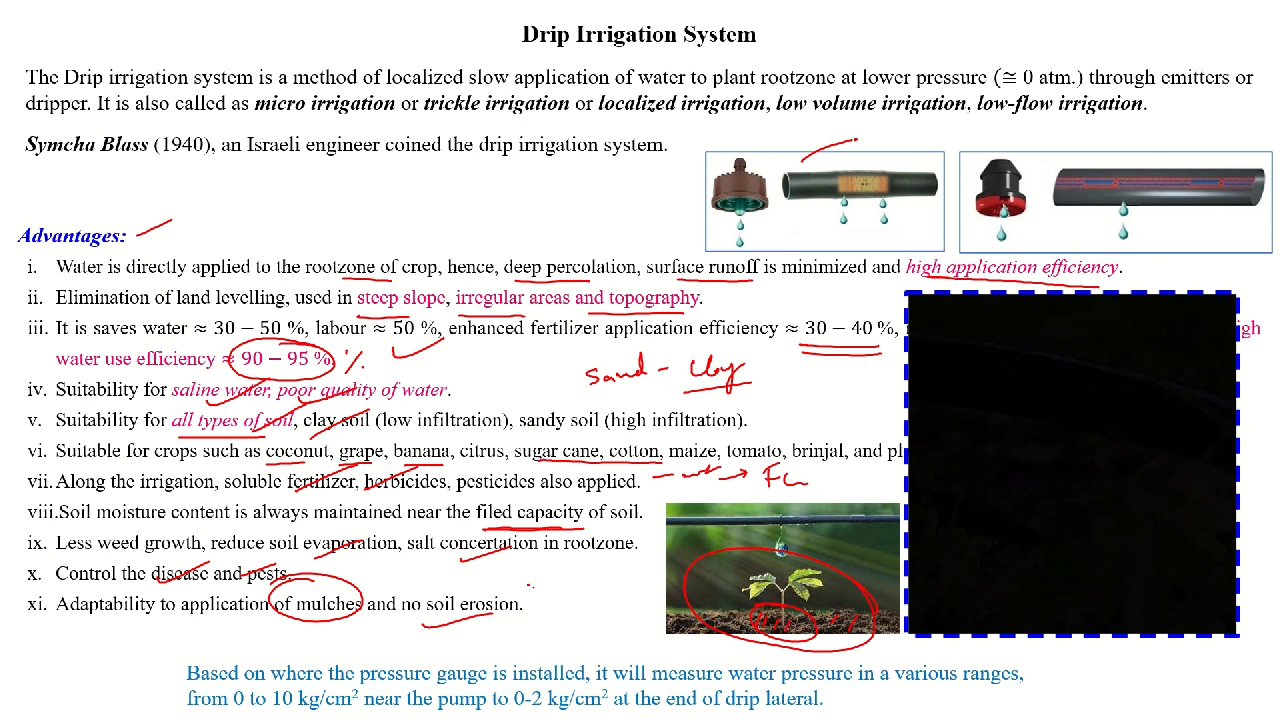 Drip Irrigation System
The Drip irrigation system is a method of localized slow application of water to plant rootzone at lower pressure (≅ 0 atm.) through emitters or
dripper. It is also called as micro irrigation or trickle irrigation or localized irrigation, low volume irrigation, low-flow irrigation.
Symcha Blass (1940), an Israeli engineer coined the drip irrigation system.
Advantages:
i. Water is directly applied to the rootzone of crop, hence, deep percolation, surface runoff is minimized and high application efficiency.
ii. Elimination of land levelling, used in steep slope, irregular areas and topography.
iii. It is saves water ≈ 30 − 50 %, labour ≈ 50 %, enhanced fertilizer application efficiency ≈ 30 − 40 %,
water use efficiency ≈ 90 − 95 %. %
sand - clay
iv. Suitability for saline water, poor quality of water.
v. Suitability for all types of soil, clay soil (low infiltration), sandy soil (high infiltration).
vi. Suitable for crops such as coconut, grape, banana, citrus, sugar cane, cotton, maize, tomato, brinjal, and
vii. Along the irrigation, soluble fertilizer, herbicides, pesticides also applied.
viii. Soil moisture content is always maintained near the filed capacity of soil.
ix. Less weed growth, reduce soil evaporation, salt concertation in rootzone.
x. Control the disease and pests.
xi. Adaptability to application of mulches and no soil erosion.
Based on where the pressure gauge is installed, it will measure water pressure in a various ranges,
from 0 to 10 kg/cm² near the pump to 0-2 kg/cm² at the end of drip lateral.